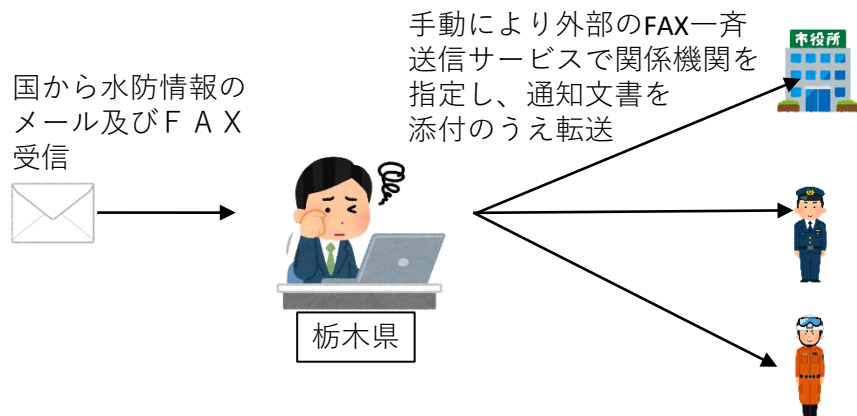 手動により外部のFAX一斉
送信サービスで関係機関を
指定し、通知文書を
添付のうえ転送
市役所
国から水防情報の
メール及びＦＡＸ
受信
栃木県